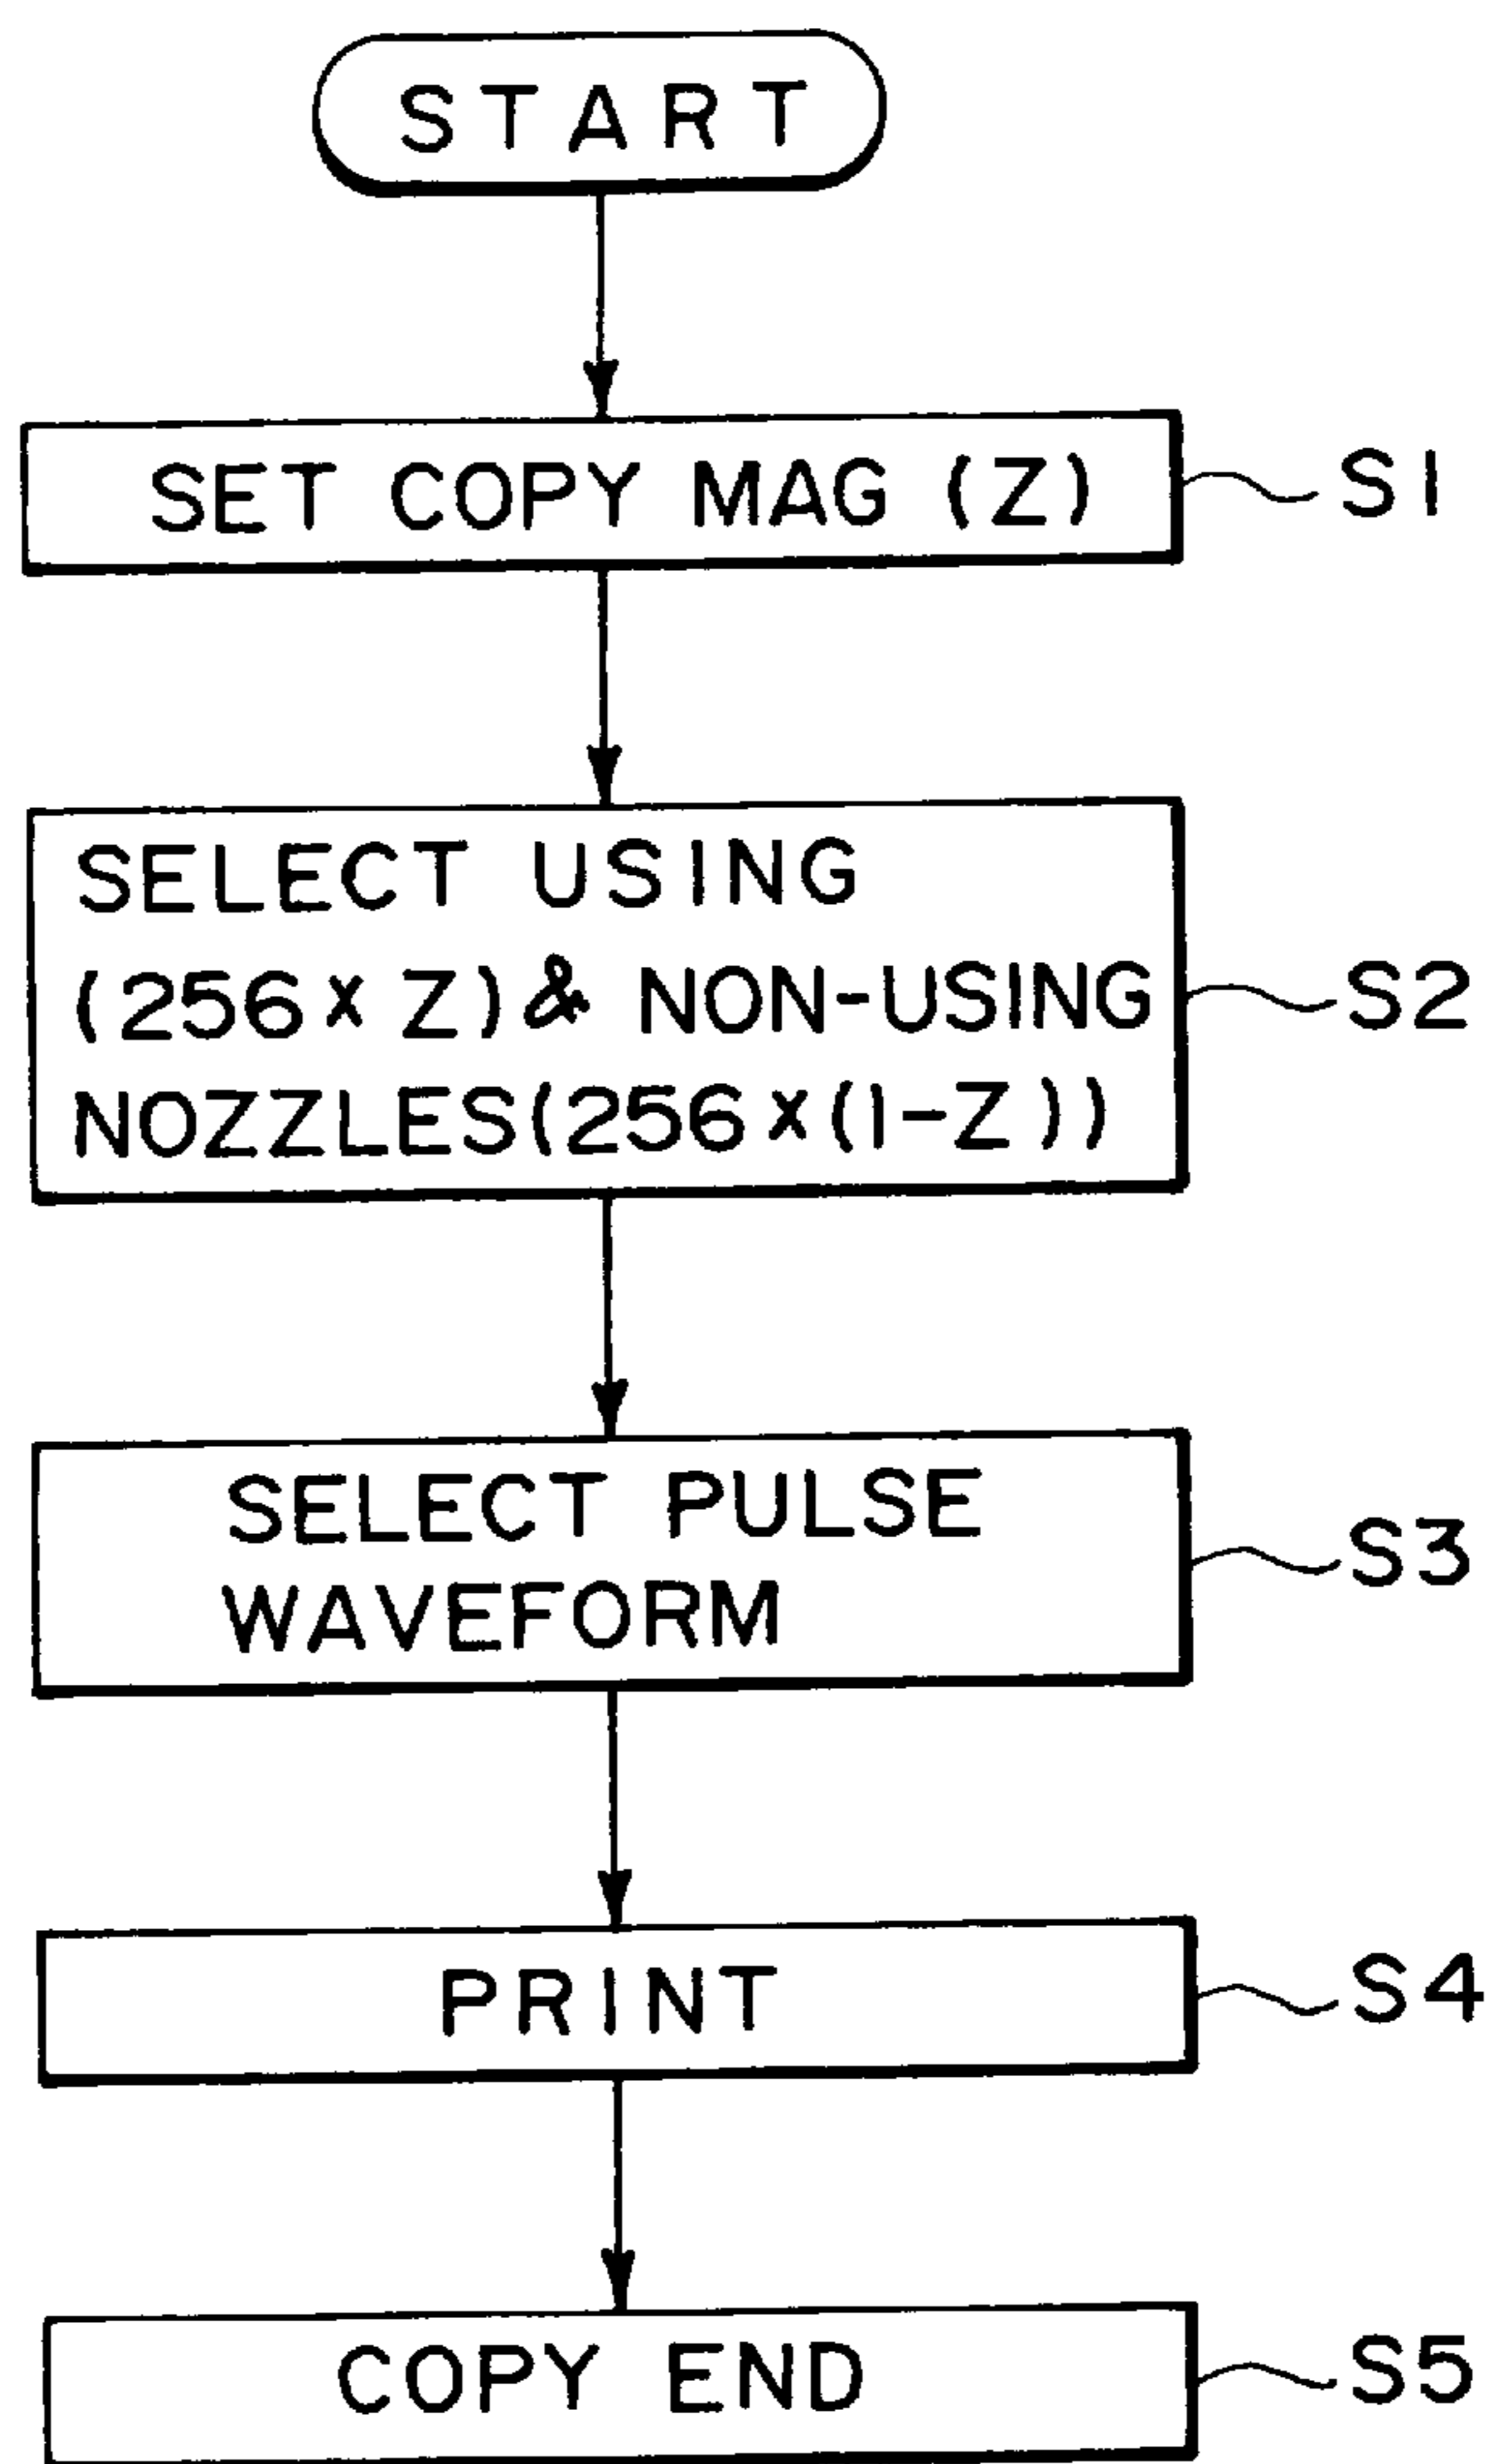 START
SET COPY MAG (Z)
S1
SELECT USING
(256 x Z) & NON-USING
NOZZLES (256 x (1-Z))
S2
SELECT PULSE
WAVEFORM
S3
PRINT
S4
COPY END
S5